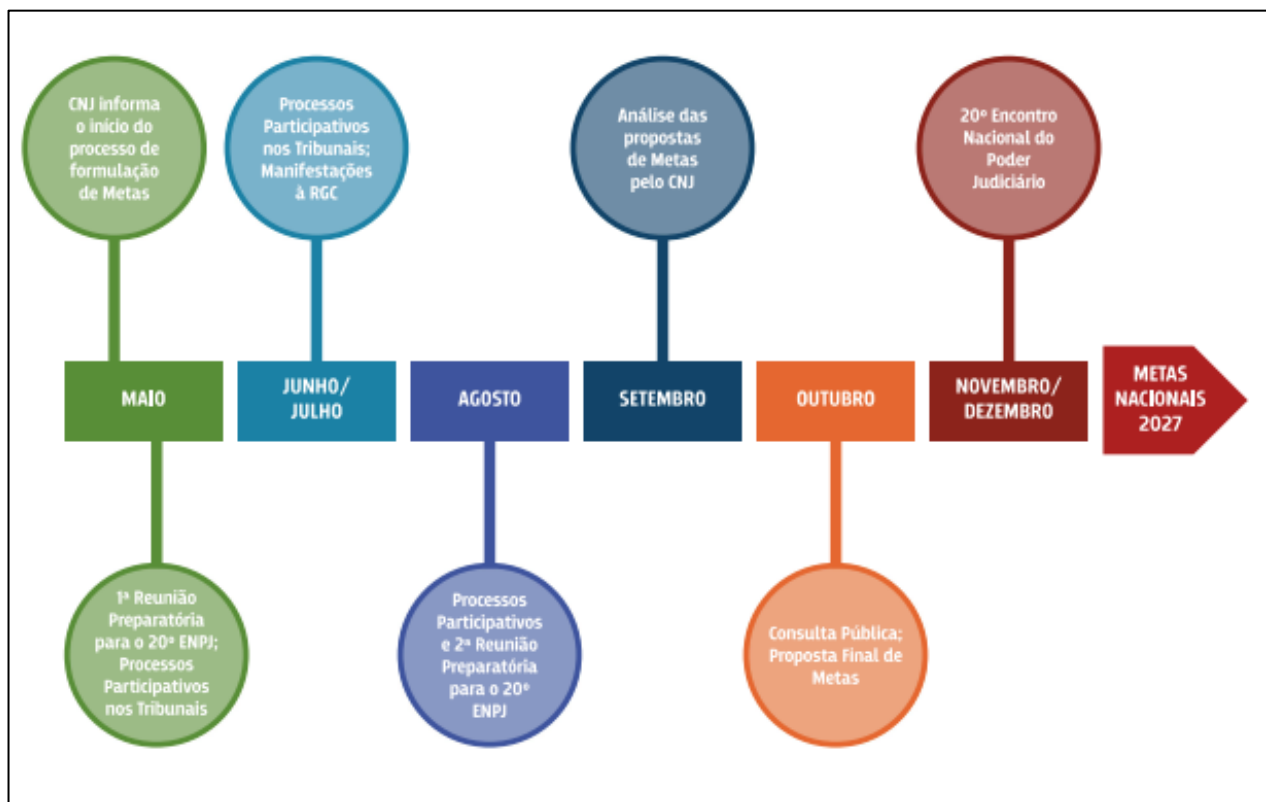 CNJ informa
o início do
processo de
formulação
de Metas
Processos
Participativos
nos Tribunais;
Manifestações
à RGC
Análise das
propostas
de Metas
pelo CNJ
20º Encontro
Nacional do
Poder
Judiciário
MAIO
JUNHO/
JULHO
AGOSTO
SETEMBRO
OUTUBRO
NOVEMBRO/
DEZEMBRO
METAS
NACIONAIS
2027
1ª Reunião
Preparatória
para o 20º ENPJ;
Processos
Participativos
nos Tribunais
Processos
Participativos
e 2ª Reunião
Preparatória
para o 20º
ENPJ
Consulta Pública;
Proposta Final de
Metas